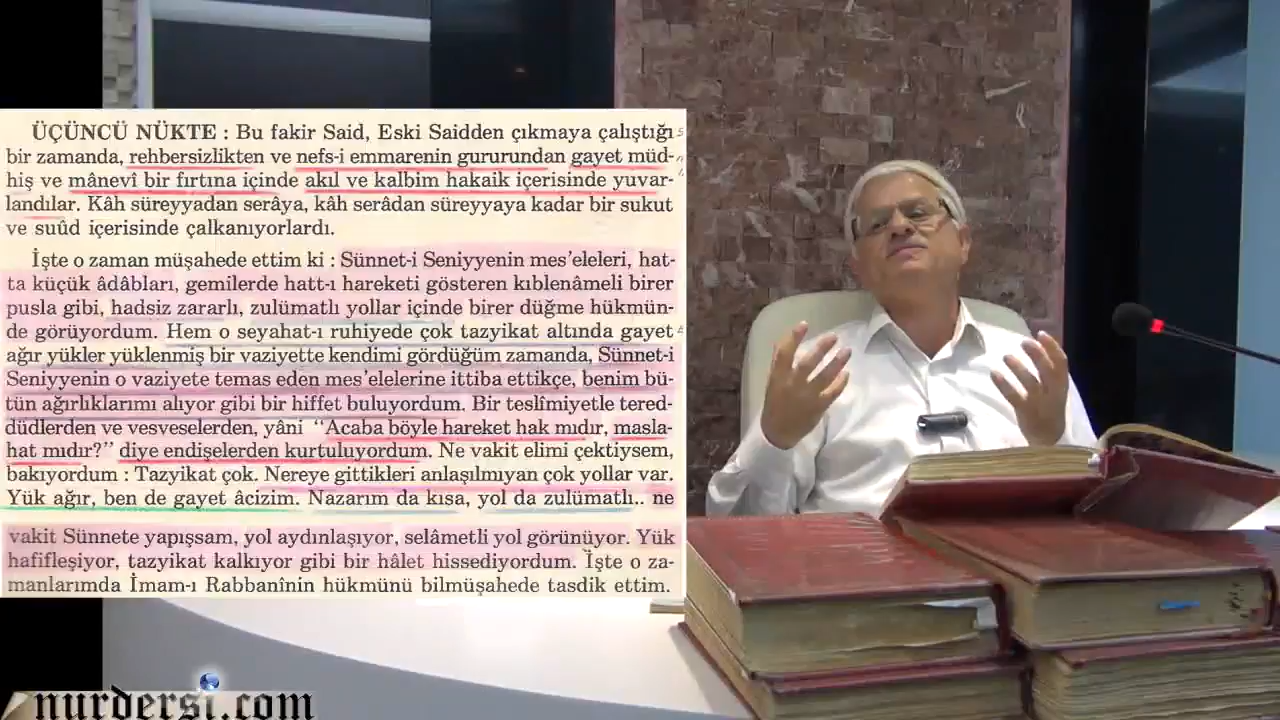 ÜÇÜNCÜ NÜKTE : Bu fakir Said, Eski Saidden çıkmaya çalıştığı
bir zamanda, rehbersizlikten ve nefs-i emmarenin gururundan gayet müd-
hiş ve mânevî bir fırtına içinde akıl ve kalbim hakaik içerisinde yuvar-
landılar. Kâh süreyyadan serâya, kâh serâdan süreyyaya kadar bir sukut
ve suûd içerisinde çalkanıyorlardı.
İşte o zaman müşahede ettim ki : Sünnet-i Seniyyenin mes'eleleri, hat-
ta küçük âdâbları, gemilerde hatt-ı hareketi gösteren kıblenâmeli birer
pusla gibi, hadsiz zararlı, zulümatlı yollar içinde birer düğme hükmün-
de görüyordum. Hem o seyahat-ı ruhiyede çok tazyikat altında gayet
ağır yükler yüklenmiş bir vaziyette kendimi gördüğüm zamanda, Sünnet-i
Seniyyenin o vaziyete temas eden mes'elelerine ittiba ettikçe, benim bü-
tün ağırlıklarımı alıyor gibi bir hiffet buluyordum. Bir teslîmiyetle tered-
düdlerden ve vesveselerden, yâni "Acaba böyle hareket hak mıdır, masla-
hat mıdır?" diye endişelerden kurtuluyordum. Ne vakit elimi çektiysem,
bakıyordum : Tazyikat çok. Nereye gittikleri anlaşılmıyan çok yollar var.
Yük ağır, ben de gayet âcizim. Nazarım da kısa, yol da zulümatlı.. ne
vakit Sünnete yapışsam, yol aydınlaşıyor, selâmetli yol görünüyor. Yük
hafifleşiyor, tazyikat kalkıyor gibi bir hâlet hissediyordum. İşte o za-
manlarımda İmam-ı Rabbanînin hükmünü bilmüşahede tasdik ettim.
nurdersi.com